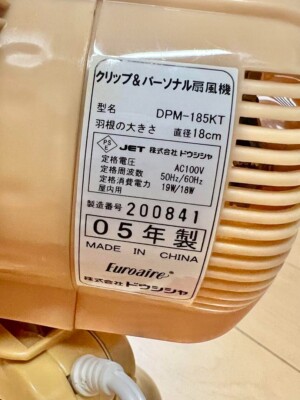 クリップ&パーソナル扇風機
型名 DPM-185KT
羽根の大きさ 直径18cm
PSE JET 株式会社ドウシシャ
定格電圧 AC100V
定格周波数 50Hz/60Hz
定格消費電力 19W/18W
屋内用
製造番号 200841
05年製
MADE IN CHINA
Euroaire
株式会社ドウシシャ